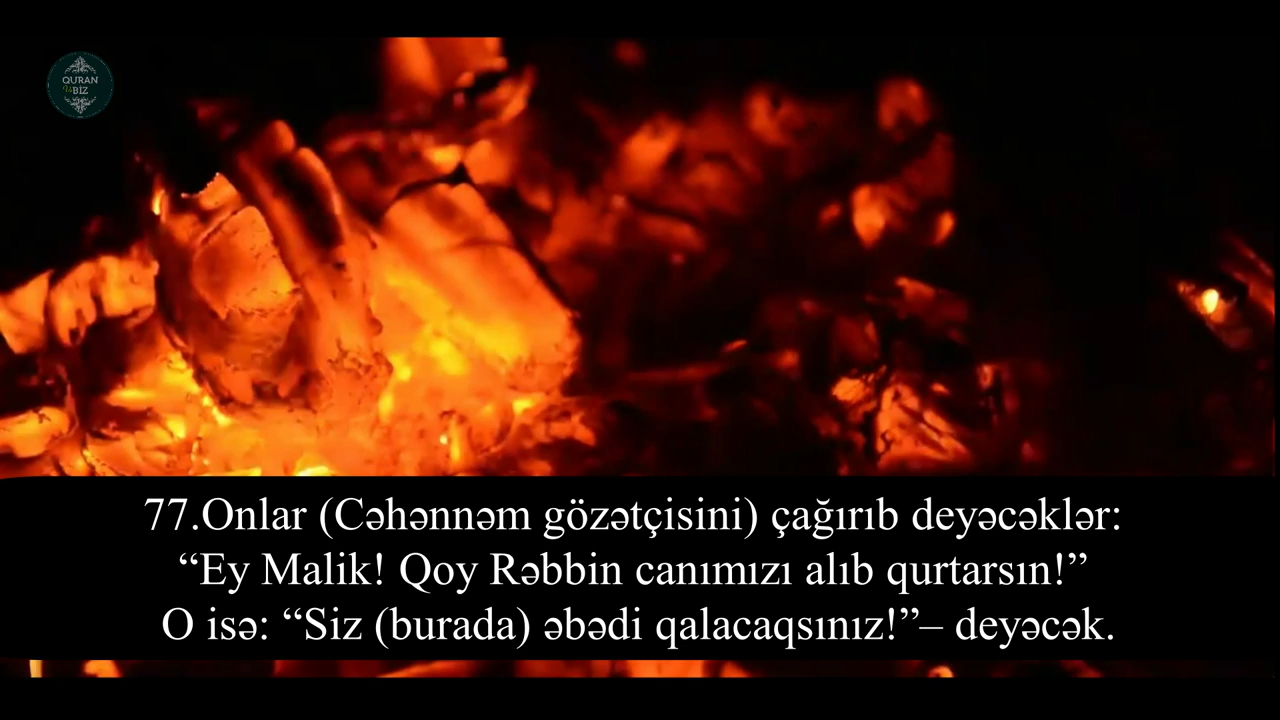 QURAN
Və BİZ
77.Onlar (Cəhənnəm gözətçisini) çağırıb deyəcəklər:
“Ey Malik! Qoy Rəbbin canımızı alıb qurtarsın!”
O isə: “Siz (burada) əbədi qalacaqsınız!”– deyəcək.